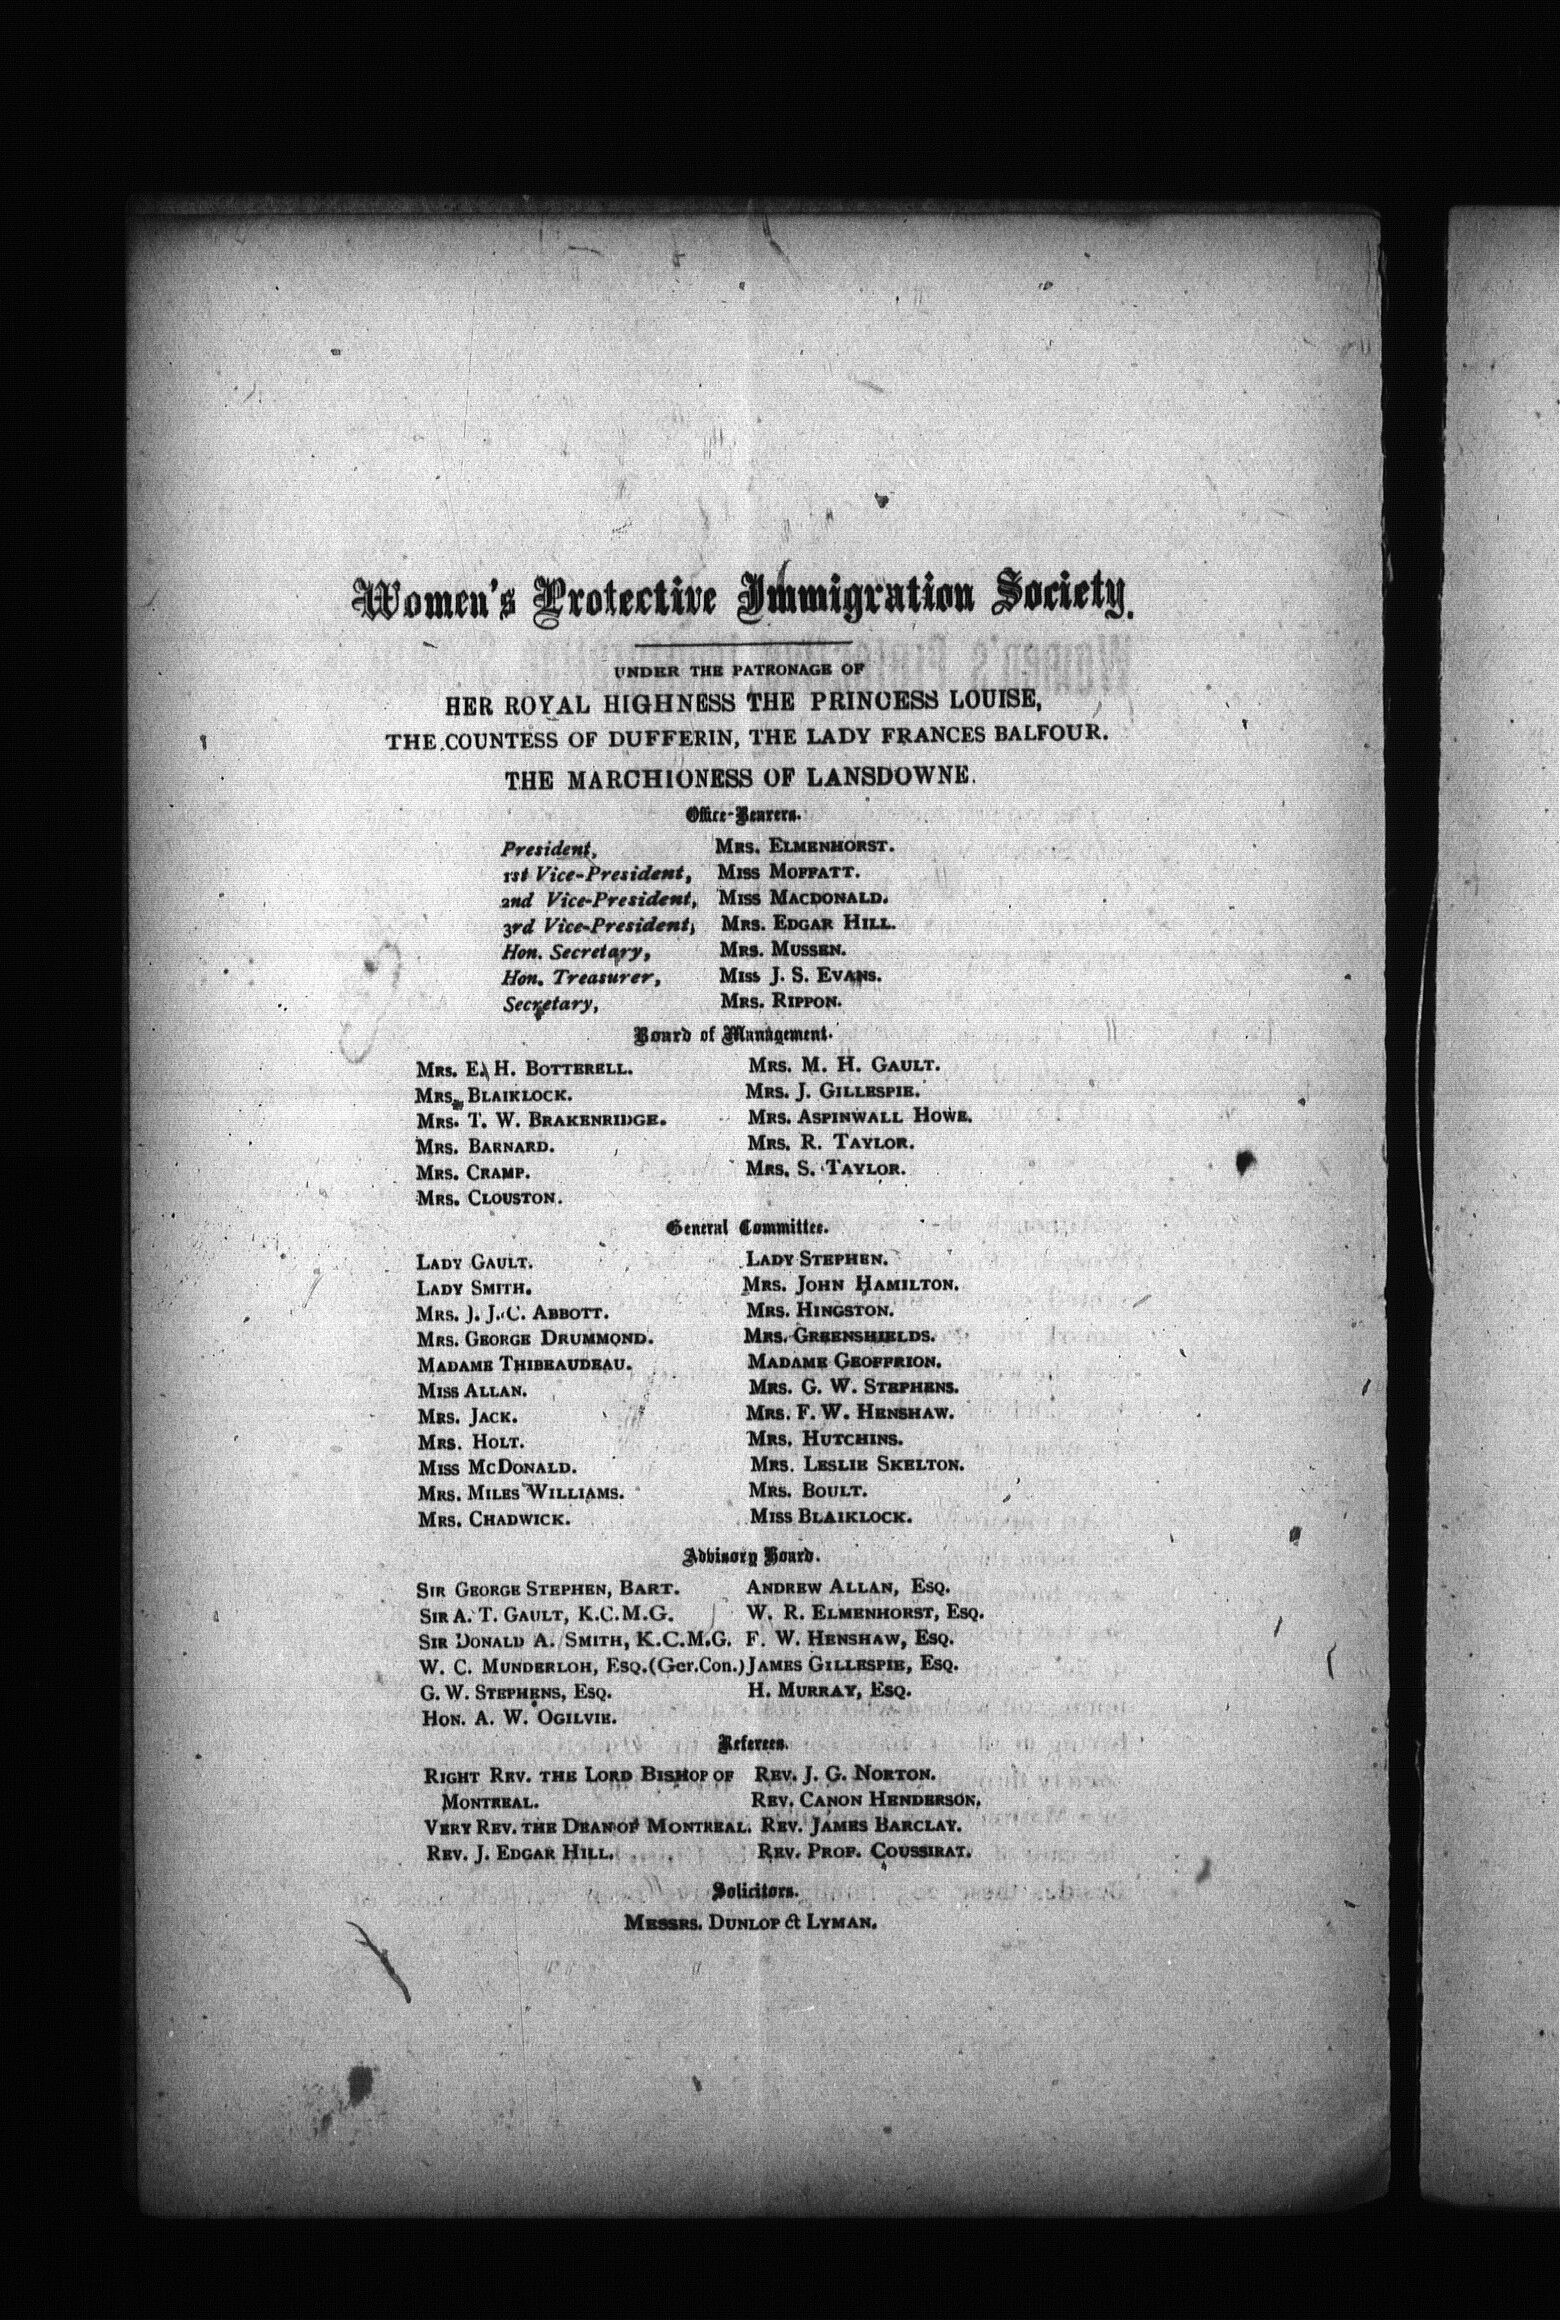 Women's Protective Immigration Society.
UNDER THE PATRONAGE OF
HER ROYAL HIGHNESS THE PRINCESS LOUISE,
THE COUNTESS OF DUFFERIN, THE LADY FRANCES BALFOUR.
THE MARCHIONESS OF LANSDOWNE.
Office-Bearers.
President, MRS. ELMENHORST.
1st Vice-President, MISS MOFFATT.
2nd Vice-President, MISS MACDONALD.
3rd Vice-President, MRS. EDGAR HILL.
Hon. Secretary, MRS. MUSSEN.
Hon. Treasurer, MISS J. S. EVANS.
Secretary, MRS. RIPPON.
Board of Management.
MRS. E. H. BOTTERELL. MRS. M. H. GAULT.
MRS. BLAIKLOCK. MRS. J. GILLESPIE.
MRS. T. W. BRAKENRIDGE. MRS. ASPINWALL HOWE.
MRS. BARNARD. MRS. R. TAYLOR.
MRS. CRAMP. MRS. S. TAYLOR.
MRS. CLOUSTON.
General Committee.
LADY GAULT. LADY STEPHEN.
LADY SMITH. MRS. JOHN HAMILTON.
MRS. J. J. C. ABBOTT. MRS. HINGSTON.
MRS. GEORGE DRUMMOND. MRS. GREENSHIELDS.
MADAME THIBEAUDEAU. MADAME GEOFFRION.
MISS ALLAN. MRS. G. W. STEPHENS.
MRS. JACK. MRS. F. W. HENSHAW.
MRS. HOLT. MRS. HUTCHINS.
MISS MCDONALD. MRS. LESLIE SKELTON.
MRS. MILES WILLIAMS. MRS. BOULT.
MRS. CHADWICK. MISS BLAIKLOCK.
Advisory Board.
SIR GEORGE STEPHEN, BART. ANDREW ALLAN, ESQ.
SIR A. T. GAULT, K.C.M.G. W. R. ELMENHORST, ESQ.
SIR DONALD A. SMITH, K.C.M.G. F. W. HENSHAW, ESQ.
W. C. MUNDERLOH, ESQ. (Ger. Con.) JAMES GILLESPIE, ESQ.
G. W. STEPHENS, ESQ. H. MURRAY, ESQ.
HON. A. W. OGILVIE.
Referees.
RIGHT REV. THE LORD BISHOP OF REV. J. G. NORTON.
MONTREAL. REV. CANON HENDERSON.
VERY REV. THE DEAN OF MONTREAL. REV. JAMES BARCLAY.
REV. J. EDGAR HILL. REV. PROF. COUSSIRAT.
Solicitors.
MESSRS. DUNLOP & LYMAN.